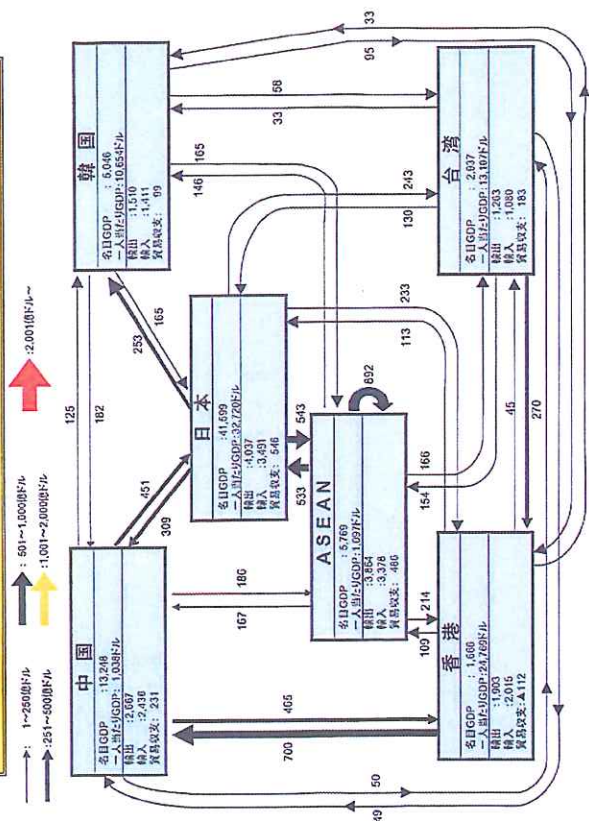 : 1~250億ドル
: 251~500億ドル
: 501~1,000億ドル
: 1,001~2,000億ドル
: 2,001億ドル~
中国
名目GDP : 13,248
一人当たりGDP: 1,038ドル
輸出 : 2,667
輸入 : 2,436
貿易収支: 231
韓国
名目GDP : 5,046
一人当たりGDP: 10,654ドル
輸出 : 1,510
輸入 : 1,411
貿易収支: 99
日本
名目GDP : 41,599
一人当たりGDP: 32,720ドル
輸出 : 4,037
輸入 : 3,491
貿易収支: 546
ASEAN
名目GDP : 5,769
一人当たりGDP: 1,097ドル
輸出 : 3,864
輸入 : 3,378
貿易収支: 486
香港
名目GDP
一人当たりGDP: 24,769ドル
輸出 : 1,903
輸入 : 2,015
貿易収支: ▲112
台湾
名目GDP : 2,937
一人当たりGDP: 13,107ドル
輸出 : 1,263
輸入 : 1,080
貿易収支: 183
125
182
451
309
253
165
186
167
533
543
892
700
465
109
214
154
166
146
165
130
243
113
233
33
58
33
95
45
270
50
49